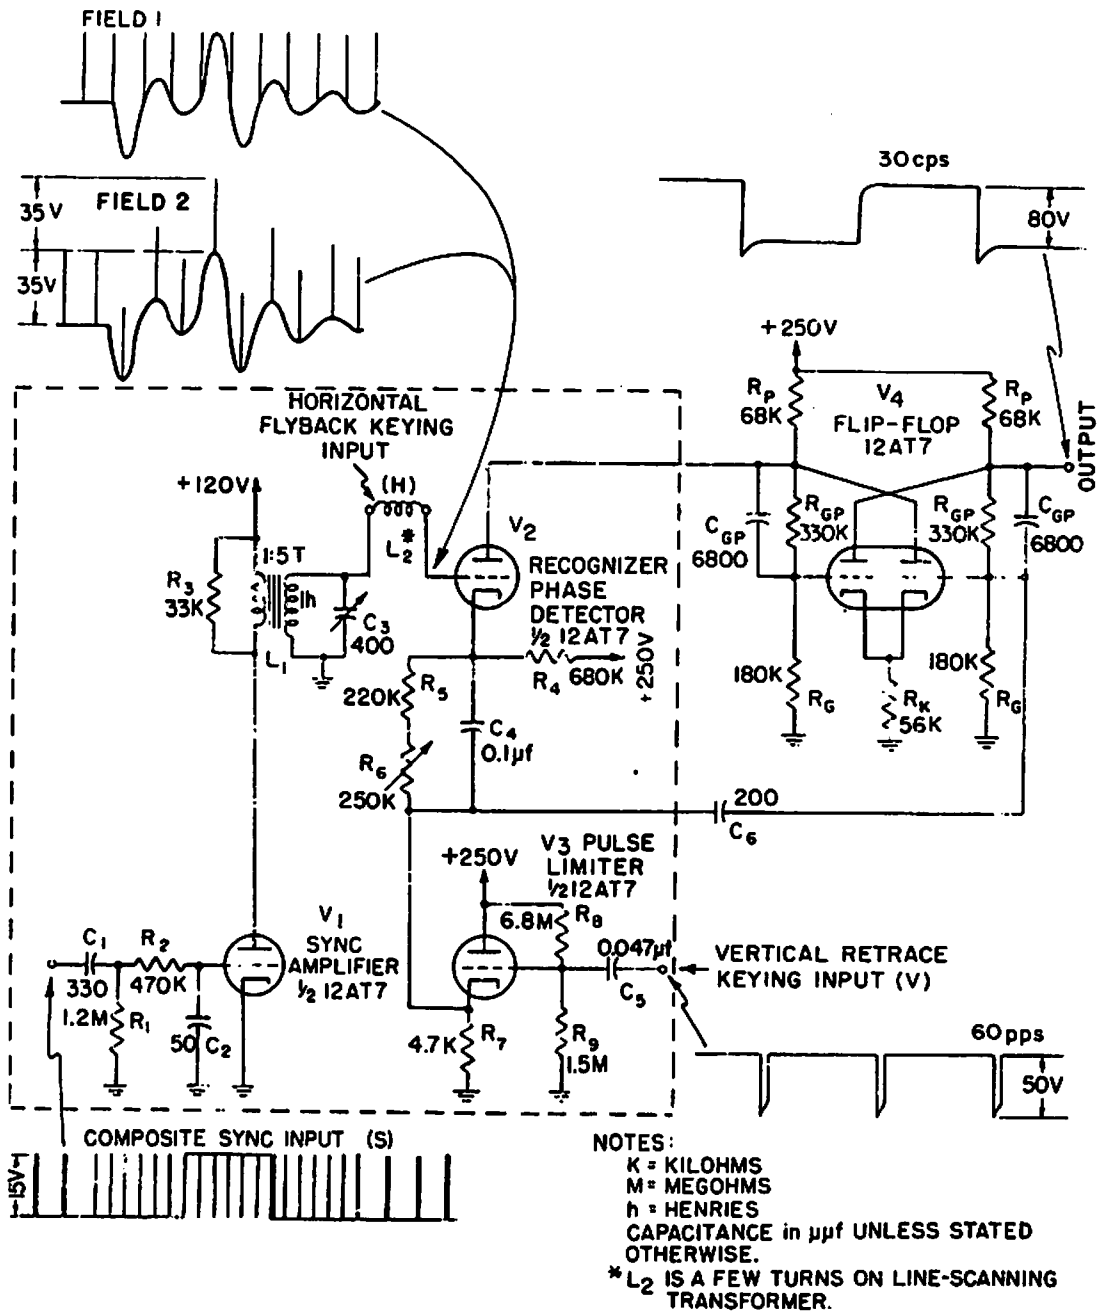 FIELD 1
35V
FIELD 2
35V
30cps
80V
+250V
RP
68K
V4
FLIP-FLOP
12AT7
RP
68K
OUTPUT
HORIZONTAL
FLYBACK KEYING
INPUT
+120V
(H)
L2*
V2
CGP
6800
RGP
330K
RGP
330K
CGP
6800
1:5T
R3
33K
1h
C3
400
L1
RECOGNIZER
PHASE
DETECTOR
1/2 12AT7
R4
680K
+250V
220K
R5
C4
0.1µf
R6
250K
180K
RG
RK
56K
180K
RG
200
C6
V3 PULSE
LIMITER
1/2 12AT7
+250V
6.8M
R8
0.047µf
C5
VERTICAL RETRACE
KEYING INPUT (V)
V1
SYNC
AMPLIFIER
1/2 12AT7
C1
330
R2
470K
1.2M
R1
50
C2
4.7K
R7
R9
1.5M
60pps
50V
COMPOSITE SYNC INPUT (S)
15V
NOTES:
K = KILOHMS
M = MEGOHMS
h = HENRIES
CAPACITANCE in µµf UNLESS STATED
OTHERWISE.
*L2 IS A FEW TURNS ON LINE-SCANNING
TRANSFORMER.